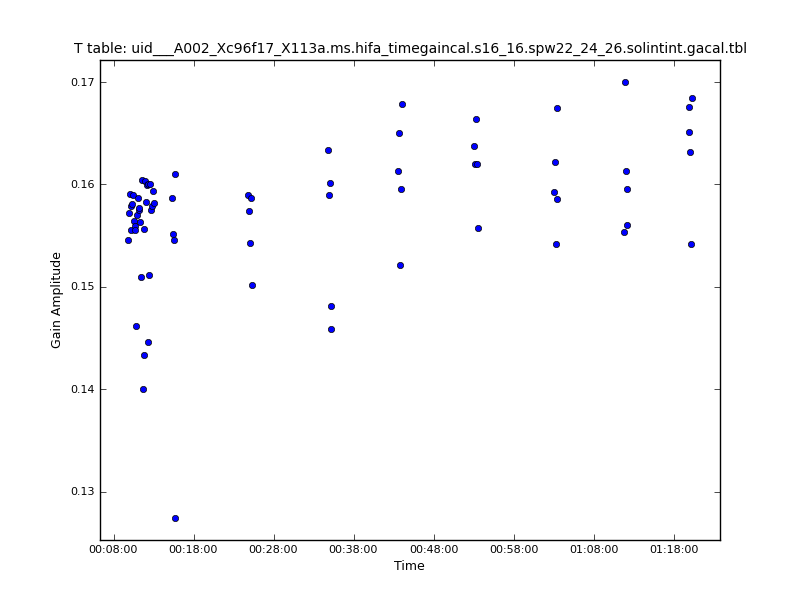 T table: uid___A002_Xc96f17_X113a.ms.hifa_timegaincal.s16_16.spw22_24_26.solintint.gacal.tbl
0.17
0.16
0.15
0.14
0.13
Gain Amplitude
00:08:00 00:18:00 00:28:00 00:38:00 00:48:00 00:58:00 01:08:00 01:18:00
Time